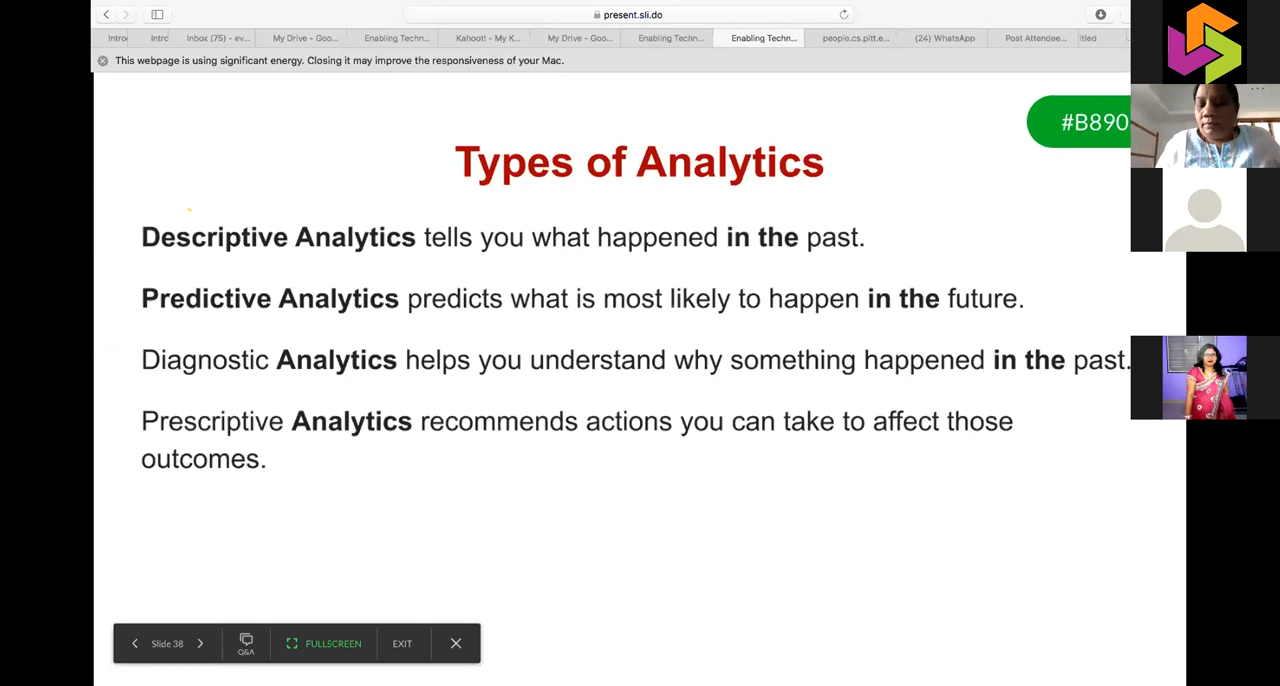 present.sli.do
Intro
Intro
Inbox (75) - ev...
My Drive - Goo...
Enabling Techn...
Kahoot! - My K...
My Drive - Goo...
Enabling Techn...
Enabling Techn...
people.cs.pitt.e...
(24) WhatsApp
Post Attendee...
itled
This webpage is using significant energy. Closing it may improve the responsiveness of your Mac.
#B890
Types of Analytics
Descriptive Analytics tells you what happened in the past.
Predictive Analytics predicts what is most likely to happen in the future.
Diagnostic Analytics helps you understand why something happened in the past.
Prescriptive Analytics recommends actions you can take to affect those
outcomes.
Slide 38
Q&A
FULLSCREEN
EXIT